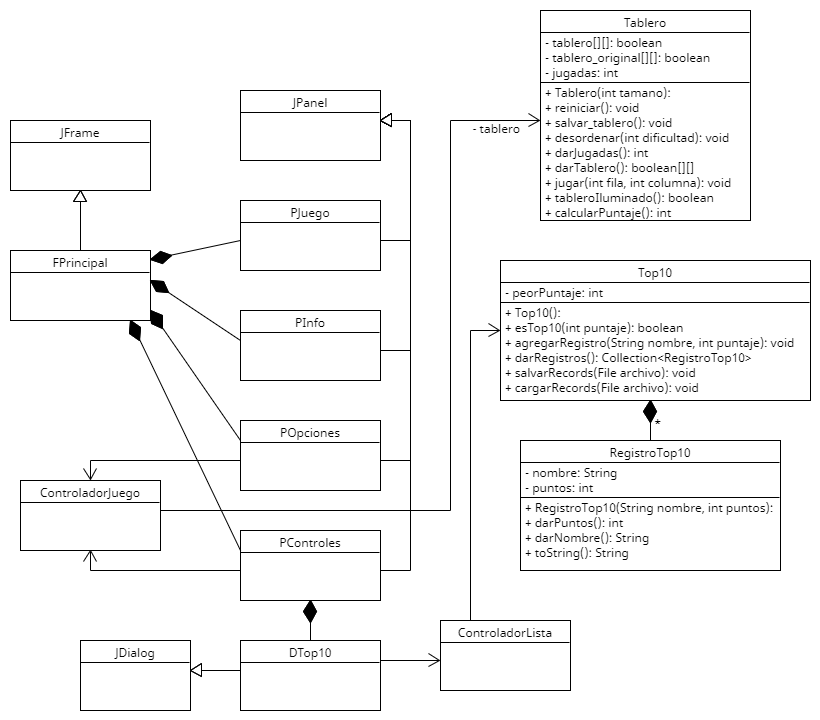 Tablero
- tablero[][]: boolean
- tablero_original[][]: boolean
- jugadas: int
+ Tablero(int tamano):
+ reiniciar(): void
+ salvar_tablero(): void
+ desordenar(int dificultad): void
+ darJugadas(): int
+ darTablero(): boolean[][]
+ jugar(int fila, int columna): void
+ tableroIluminado(): boolean
+ calcularPuntaje(): int
JPanel
- tablero
JFrame
PJuego
FPrincipal
Top10
- peorPuntaje: int
+ Top10():
+ esTop10(int puntaje): boolean
+ agregarRegistro(String nombre, int puntaje): void
+ darRegistros(): Collection<RegistroTop10>
+ salvarRecords(File archivo): void
+ cargarRecords(File archivo): void
*
PInfo
POpciones
RegistroTop10
- nombre: String
- puntos: int
+ RegistroTop10(String nombre, int puntos):
+ darPuntos(): int
+ darNombre(): String
+ toString(): String
ControladorJuego
PControles
ControladorLista
JDialog
DTop10